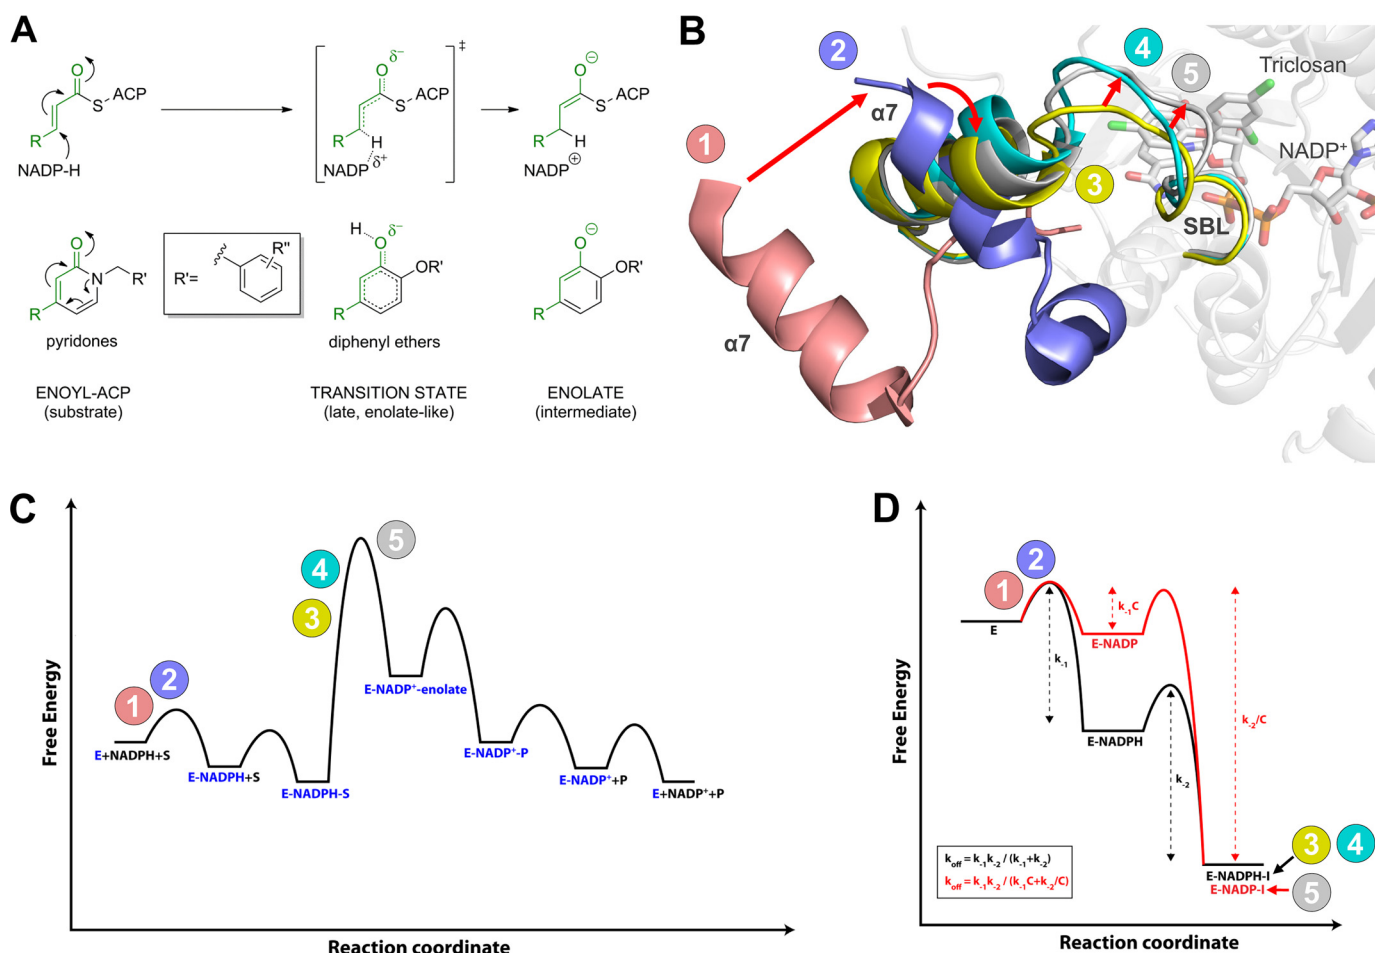 A
O
S
ACP
R
NADP-H
O δ⁻
S
ACP
R
H
NADP δ⁺
‡
O ⊖
S
ACP
R
H
NADP ⊕
O
N
R'
R
pyridones
R'=
R"
H
O δ⁻
OR'
R
diphenyl ethers
O ⊖
OR'
R
ENOYL-ACP
(substrate)
TRANSITION STATE
(late, enolate-like)
ENOLATE
(intermediate)
B
1
2
3
4
5
α7
α7
SBL
Triclosan
NADP⁺
C
Free Energy
1
2
3
4
5
E+NADPH+S
E-NADPH+S
E-NADPH-S
E-NADP⁺-enolate
E-NADP⁺-P
E-NADP⁺+P
E+NADP⁺+P
Reaction coordinate
D
Free Energy
1
2
E
k₋₁
k₋₁C
E-NADP
E-NADPH
k₋₂
k₋₂/C
3
4
E-NADPH-I
E-NADP-I
5
k_off = k₋₁k₋₂ / (k₋₁+k₋₂)
k_off = k₋₁k₋₂ / (k₋₁C+k₋₂/C)
Reaction coordinate